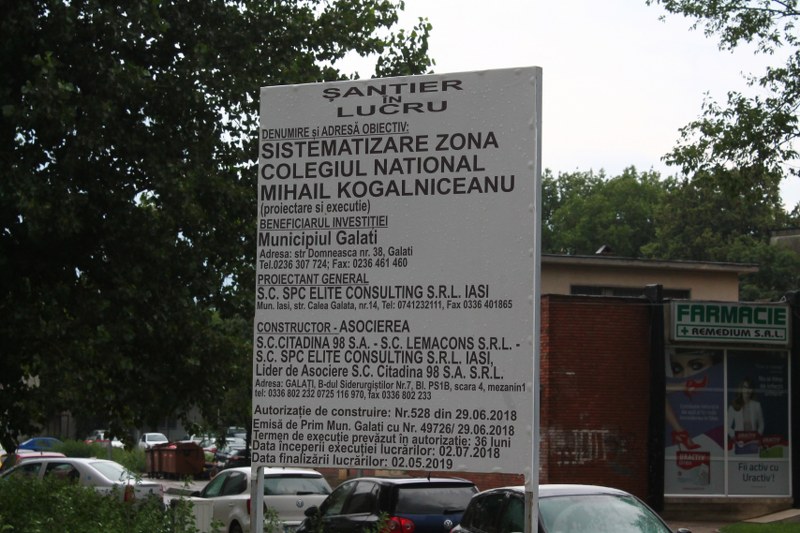 ŞANTIER
ÎN
LUCRU
DENUMIRE şi ADRESĂ OBIECTIV:
SISTEMATIZARE ZONA
COLEGIUL NATIONAL
MIHAIL KOGALNICEANU
(proiectare si executie)
BENEFICIARUL INVESTIŢIEI
Municipiul Galati
Adresa: str Domneasca nr. 38, Galati
Tel.0236 307 724; Fax: 0236 461 460
PROIECTANT GENERAL
S.C. SPC ELITE CONSULTING S.R.L. IASI
Mun. Iasi, str. Calea Galata, nr.14, Tel: 0741232111, Fax 0336 401865
CONSTRUCTOR - ASOCIEREA
S.C.CITADINA 98 S.A. - S.C. LEMACONS S.R.L. -
S.C. SPC ELITE CONSULTING S.R.L. IASI,
Lider de Asociere S.C. Citadina 98 S.A. S.R.L.
Adresa: GALAŢI, B-dul Siderurgiştilor Nr.7, Bl. PS1B, scara 4, mezanin1
tel: 0336 802 232 0725 116 970, fax 0336 802 233
Autorizaţie de construire: Nr.528 din 29.06.2018
Emisă de Prim Mun. Galaţi cu Nr. 49726/ 29.06.2018
Termen de execuţie prevăzut în autorizaţie: 36 luni
Data începerii execuţiei lucrărilor: 02.07.2018
Data finalizării lucrărilor: 02.05.2019
FARMACIE
+ REMEDIUM S.R.L.
Fii activ cu
Uractiv!